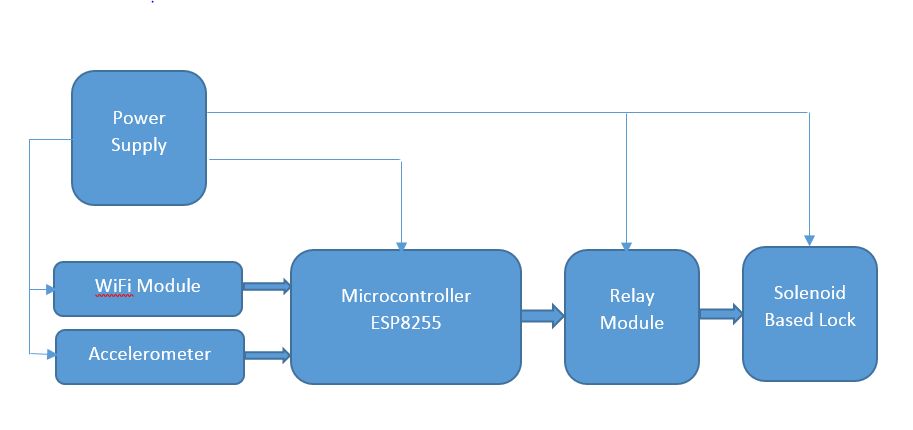 Power
Supply
WiFi Module
Accelerometer
Microcontroller
ESP8255
Relay
Module
Solenoid
Based Lock